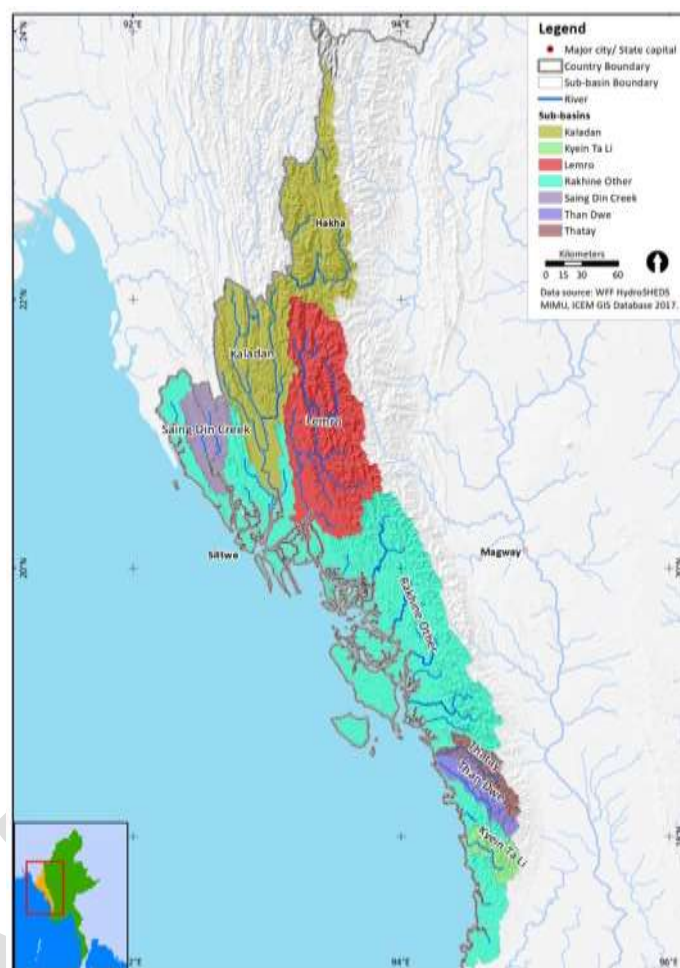 92°E
94°E
24°N
Legend
Major city/ State capital
Country Boundary
Sub-basin Boundary
River
Sub-basins
Kaladan
Kyein Ta Li
Lemro
Rakhine Other
Saing Din Creek
Than Dwe
Thatay
Kilometers
0 15 30 60
Data source: WFF HydroSHEDS
MIMU, ICEM GIS Database 2017.
Hakha
22°N
Kaladan
Saing Din Creek
Lemro
Sittwe
Magway
20°N
Rakhine Other
Thatay
Than Dwe
Kyein Ta Li
94°E
96°E